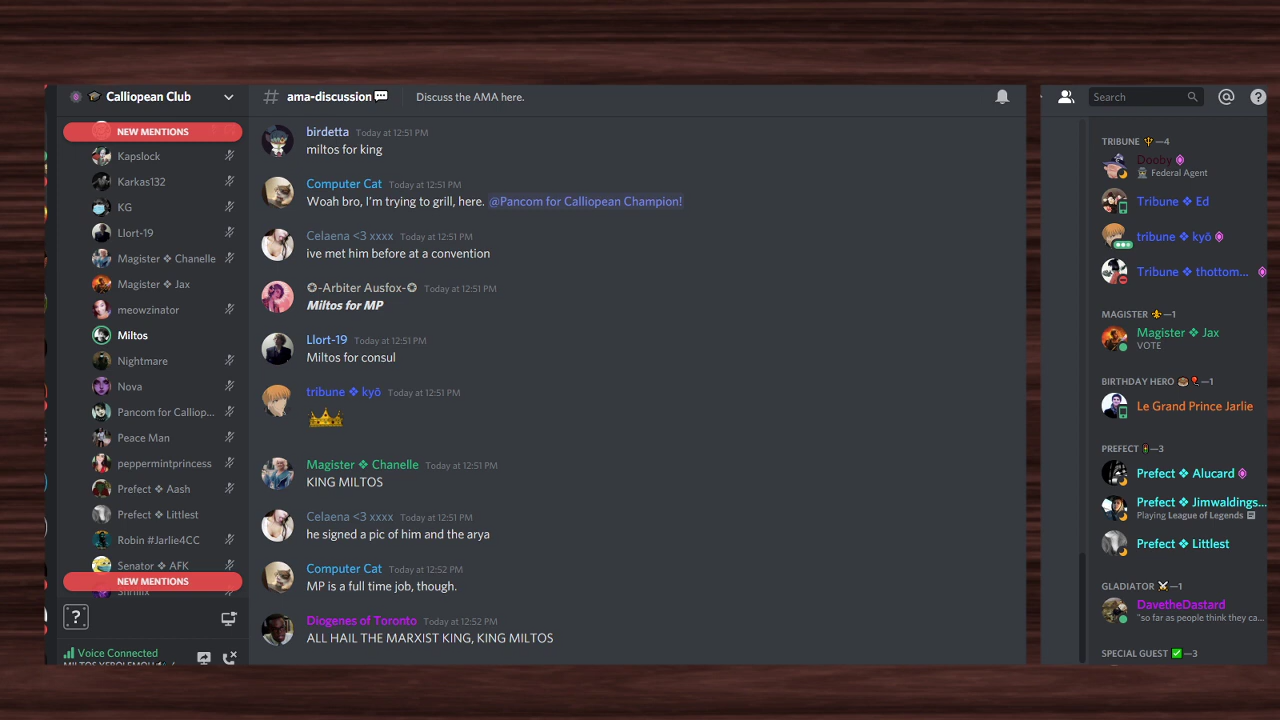 Calliopean Club
NEW MENTIONS
Kapslock
Karkas132
KG
Llort-19
Magister ❖ Chanelle
Magister ❖ Jax
meowzinator
Miltos
Nightmare
Nova
Pancom for Calliop...
Peace Man
peppermintprincess
Prefect ❖ Aash
Prefect ❖ Littlest
Robin #Jarlie4CC
Senator ❖ AFK
NEW MENTIONS
?
Voice Connected
# ama-discussion💬
Discuss the AMA here.
birdetta Today at 12:51 PM
miltos for king
Computer Cat Today at 12:51 PM
Woah bro, I'm trying to grill, here. @Pancom for Calliopean Champion!
Celaena <3 xxxx Today at 12:51 PM
ive met him before at a convention
✪-Arbiter Ausfox-✪ Today at 12:51 PM
Miltos for MP
Llort-19 Today at 12:51 PM
Miltos for consul
tribune ❖ kyō Today at 12:51 PM
Magister ❖ Chanelle Today at 12:51 PM
KING MILTOS
Celaena <3 xxxx Today at 12:51 PM
he signed a pic of him and the arya
Computer Cat Today at 12:52 PM
MP is a full time job, though.
Diogenes of Toronto Today at 12:52 PM
ALL HAIL THE MARXIST KING, KING MILTOS
Search
@
?
TRIBUNE 🔱—4
Dooby
Federal Agent
Tribune ❖ Ed
tribune ❖ kyō
Tribune ❖ thottom...
MAGISTER ⚜—1
Magister ❖ Jax
VOTE
BIRTHDAY HERO 🎂🎈—1
Le Grand Prince Jarlie
PREFECT —3
Prefect ❖ Alucard
Prefect ❖ Jimwaldings...
Playing League of Legends
Prefect ❖ Littlest
GLADIATOR ⚔—1
DavetheDastard
"so far as people think they ca...
SPECIAL GUEST ✅—3